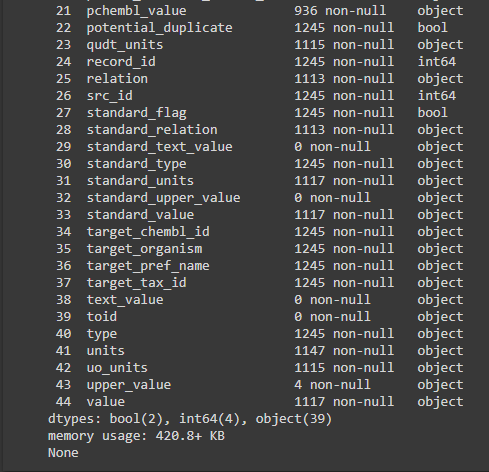 21 pchembl_value 936 non-null object
22 potential_duplicate 1245 non-null bool
23 qudt_units 1115 non-null object
24 record_id 1245 non-null int64
25 relation 1113 non-null object
26 src_id 1245 non-null int64
27 standard_flag 1245 non-null bool
28 standard_relation 1113 non-null object
29 standard_text_value 0 non-null object
30 standard_type 1245 non-null object
31 standard_units 1117 non-null object
32 standard_upper_value 0 non-null object
33 standard_value 1117 non-null object
34 target_chembl_id 1245 non-null object
35 target_organism 1245 non-null object
36 target_pref_name 1245 non-null object
37 target_tax_id 1245 non-null object
38 text_value 0 non-null object
39 toid 0 non-null object
40 type 1245 non-null object
41 units 1147 non-null object
42 uo_units 1115 non-null object
43 upper_value 4 non-null object
44 value 1117 non-null object
dtypes: bool(2), int64(4), object(39)
memory usage: 420.8+ KB
None